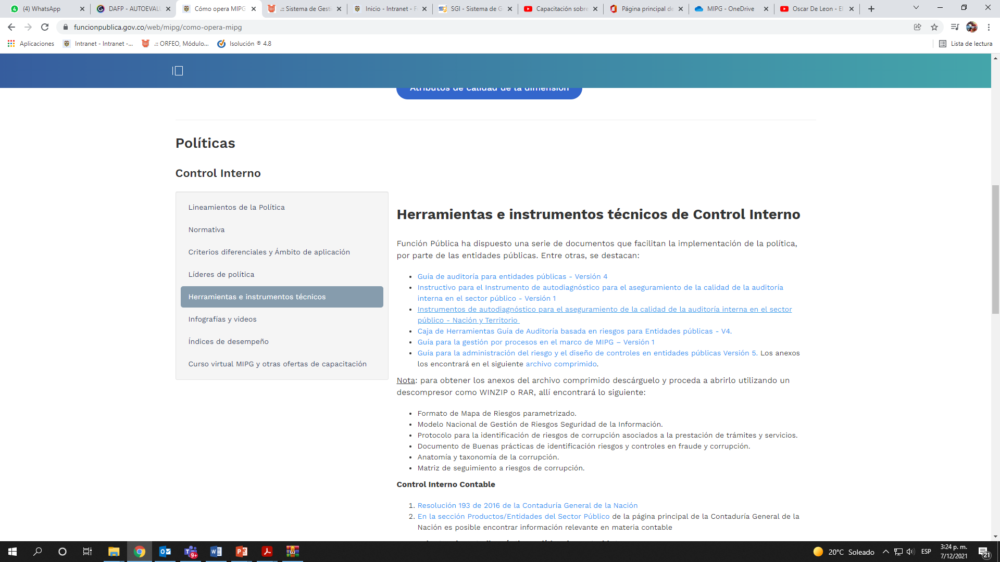 (4) WhatsApp
DAFP - AUTOEVAL
Cómo opera MIPG
.:: Sistema de Gesti
Inicio - Intranet - F
SGI - Sistema de G
Capacitación sobre
Página principal de
MIPG - OneDrive
Oscar De Leon - El
funcionpublica.gov.co/web/mipg/como-opera-mipg
Aplicaciones
Intranet - Intranet -...
.:: ORFEO, Módulo...
Isolución ® 4.8
Lista de lectura
Atributos de calidad de la dimensión
Políticas
Control Interno
Lineamientos de la Política
Normativa
Criterios diferenciales y Ámbito de aplicación
Líderes de política
Herramientas e instrumentos técnicos
Infografías y videos
Índices de desempeño
Curso virtual MIPG y otras ofertas de capacitación
Herramientas e instrumentos técnicos de Control Interno
Función Pública ha dispuesto una serie de documentos que facilitan la implementación de la política,
por parte de las entidades públicas. Entre otras, se destacan:
• Guía de auditoría para entidades públicas - Versión 4
• Instructivo para el Instrumento de autodiagnóstico para el aseguramiento de la calidad de la auditoría
interna en el sector público - Versión 1
• Instrumentos de autodiagnóstico para el aseguramiento de la calidad de la auditoría interna en el sector
público - Nación y Territorio
• Caja de Herramientas Guía de Auditoría basada en riesgos para Entidades públicas - V4.
• Guía para la gestión por procesos en el marco de MIPG – Versión 1
• Guía para la administración del riesgo y el diseño de controles en entidades públicas Versión 5. Los anexos
los encontrará en el siguiente archivo comprimido.
Nota: para obtener los anexos del archivo comprimido descárguelo y proceda a abrirlo utilizando un
descompresor como WINZIP o RAR, allí encontrará lo siguiente:
• Formato de Mapa de Riesgos parametrizado.
• Modelo Nacional de Gestión de Riesgos Seguridad de la Información.
• Protocolo para la identificación de riesgos de corrupción asociados a la prestación de trámites y servicios.
• Documento de Buenas prácticas de identificación riesgos y controles en fraude y corrupción.
• Anatomía y taxonomía de la corrupción.
• Matriz de seguimiento a riesgos de corrupción.
Control Interno Contable
1. Resolución 193 de 2016 de la Contaduría General de la Nación
2. En la sección Productos/Entidades del Sector Público de la página principal de la Contaduría General de la
Nación es posible encontrar información relevante en materia contable
9+
20°C Soleado
ESP
3:24 p. m.
7/12/2021
21